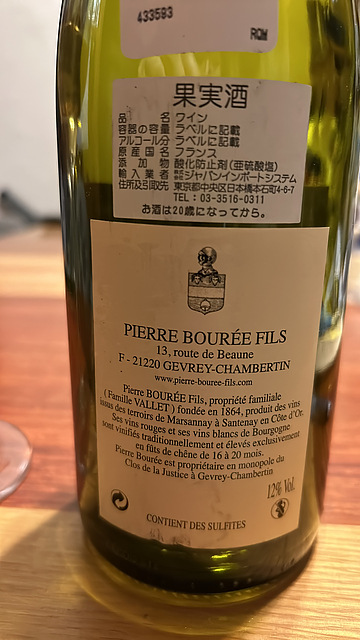 433593
RQW
果実酒
品名 ワイン
容器の容量 ラベルに記載
アルコール分 ラベルに記載
原産国名 フランス
添加物 酸化防止剤(亜硫酸塩)
輸入業者 株式会社ジャパンインポートシステム
住所及引取先 東京都中央区日本橋本石町4-6-7
TEL:03-3516-0311
お酒は20歳になってから。
PIERRE BOURÉE FILS
13, route de Beaune
F - 21220 GEVREY-CHAMBERTIN
www.pierre-bouree-fils.com
Pierre BOURÉE Fils, propriété familiale
( Famille VALLET ) fondée en 1864, produit des vins
issus des terroirs de Marsannay à Santenay en Côte d'Or.
Ses vins rouges et ses vins blancs de Bourgogne
sont vinifiés traditionnellement et élevés exclusivement
en fûts de chêne de 16 à 20 mois.
Pierre Bourée est propriétaire en monopole du
Clos de la Justice à Gevrey-Chambertin
12% Vol.
CONTIENT DES SULFITES